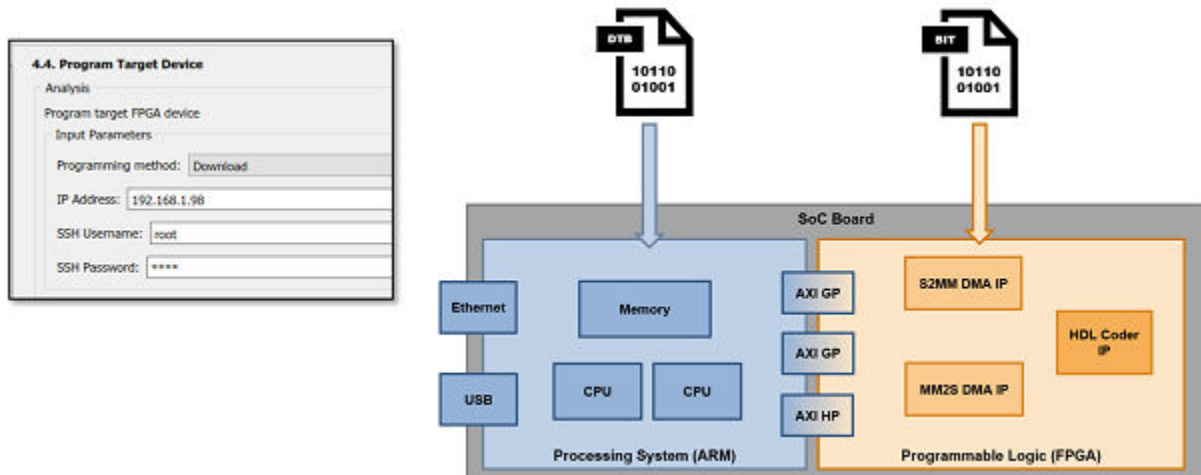 4.4. Program Target Device
Analysis
Program target FPGA device
Input Parameters
Programming method: Download
IP Address: 192.168.1.98
SSH Username: root
SSH Password: ****
DTB
10110
01001
BIT
10110
01001
SoC Board
Ethernet
USB
Memory
CPU
CPU
Processing System (ARM)
AXI GP
AXI GP
AXI HP
S2MM DMA IP
MM2S DMA IP
HDL Coder
IP
Programmable Logic (FPGA)